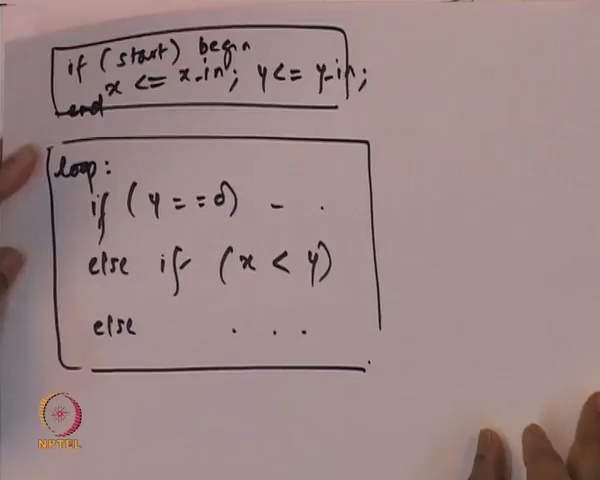 if (start) begin
x <= x_in; y <= y_in;
end
loop:
if (y == 0) - .
else if (x < y)
else . . .
NPTEL